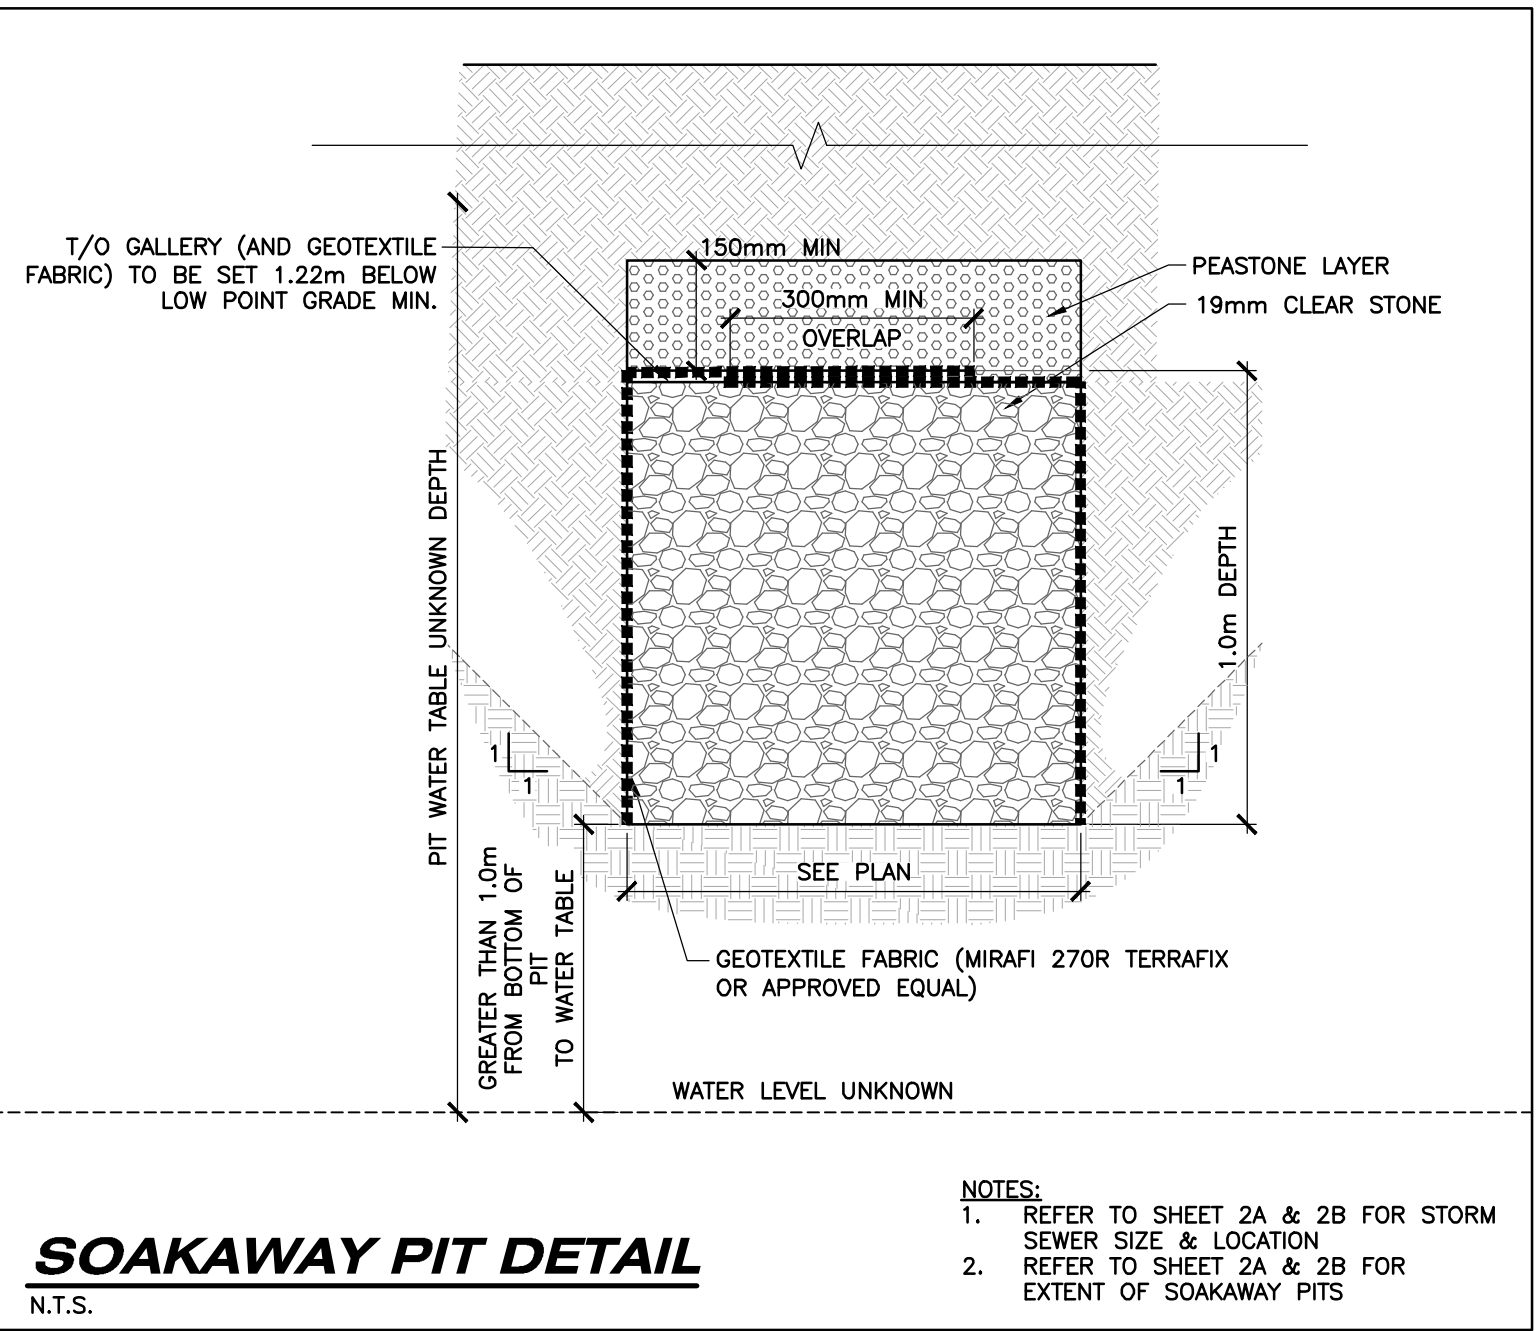 T/O GALLERY (AND GEOTEXTILE
FABRIC) TO BE SET 1.22m BELOW
LOW POINT GRADE MIN.
150mm MIN
300mm MIN
OVERLAP
PEASTONE LAYER
19mm CLEAR STONE
PIT WATER TABLE UNKNOWN DEPTH
1.0m DEPTH
1
1
1
1
SEE PLAN
GREATER THAN 1.0m
FROM BOTTOM OF
PIT
TO WATER TABLE
GEOTEXTILE FABRIC (MIRAFI 270R TERRAFIX
OR APPROVED EQUAL)
WATER LEVEL UNKNOWN
NOTES:
1. REFER TO SHEET 2A & 2B FOR STORM
SEWER SIZE & LOCATION
2. REFER TO SHEET 2A & 2B FOR
EXTENT OF SOAKAWAY PITS
SOAKAWAY PIT DETAIL
N.T.S.